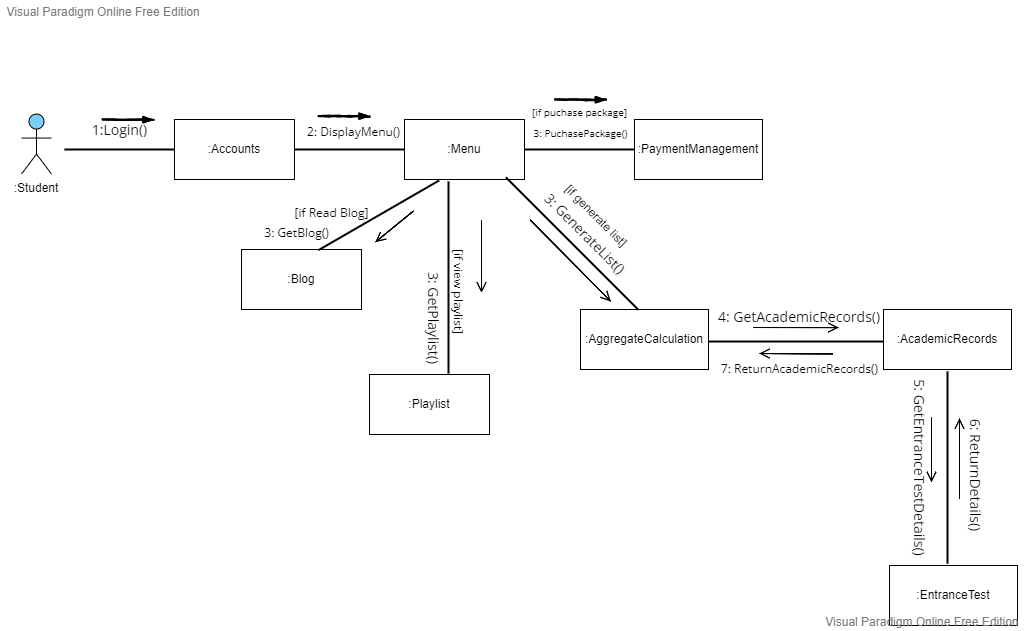 Visual Paradigm Online Free Edition
1:Login()
:Student
:Accounts
2: DisplayMenu()
:Menu
[if puchase package]
3: PuchasePackage()
:PaymentManagement
[if Read Blog]
3: GetBlog()
:Blog
[if view playlist]
3: GetPlaylist()
:Playlist
[if generate list]
3: GenerateList()
:AggregateCalculation
4: GetAcademicRecords()
7: ReturnAcademicRecords()
:AcademicRecords
5: GetEntranceTestDetails()
6: ReturnDetails()
:EntranceTest
Visual Paradigm Online Free Edition